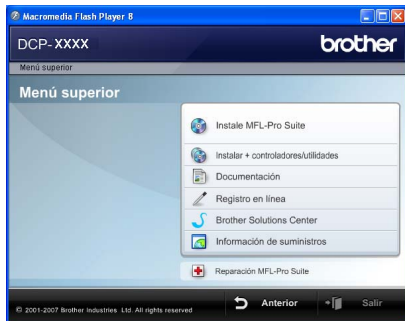 Macromedia Flash Player 8
DCP-XXXX
brother
Menú superior
Menú superior
Instale MFL-Pro Suite
Instalar + controladores/utilidades
Documentación
Registro en línea
Brother Solutions Center
Información de suministros
Reparación MFL-Pro Suite
© 2001-2007 Brother Industries Ltd. All rights reserved
Anterior
Salir